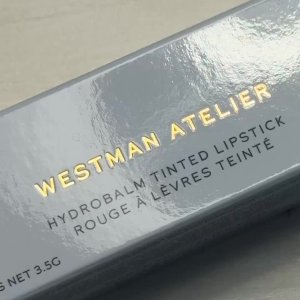 WESTMAN ATELIER
HYDROBALM TINTED LIPSTICK
ROUGE À LÈVRES TEINTÉ
NET 3.5G